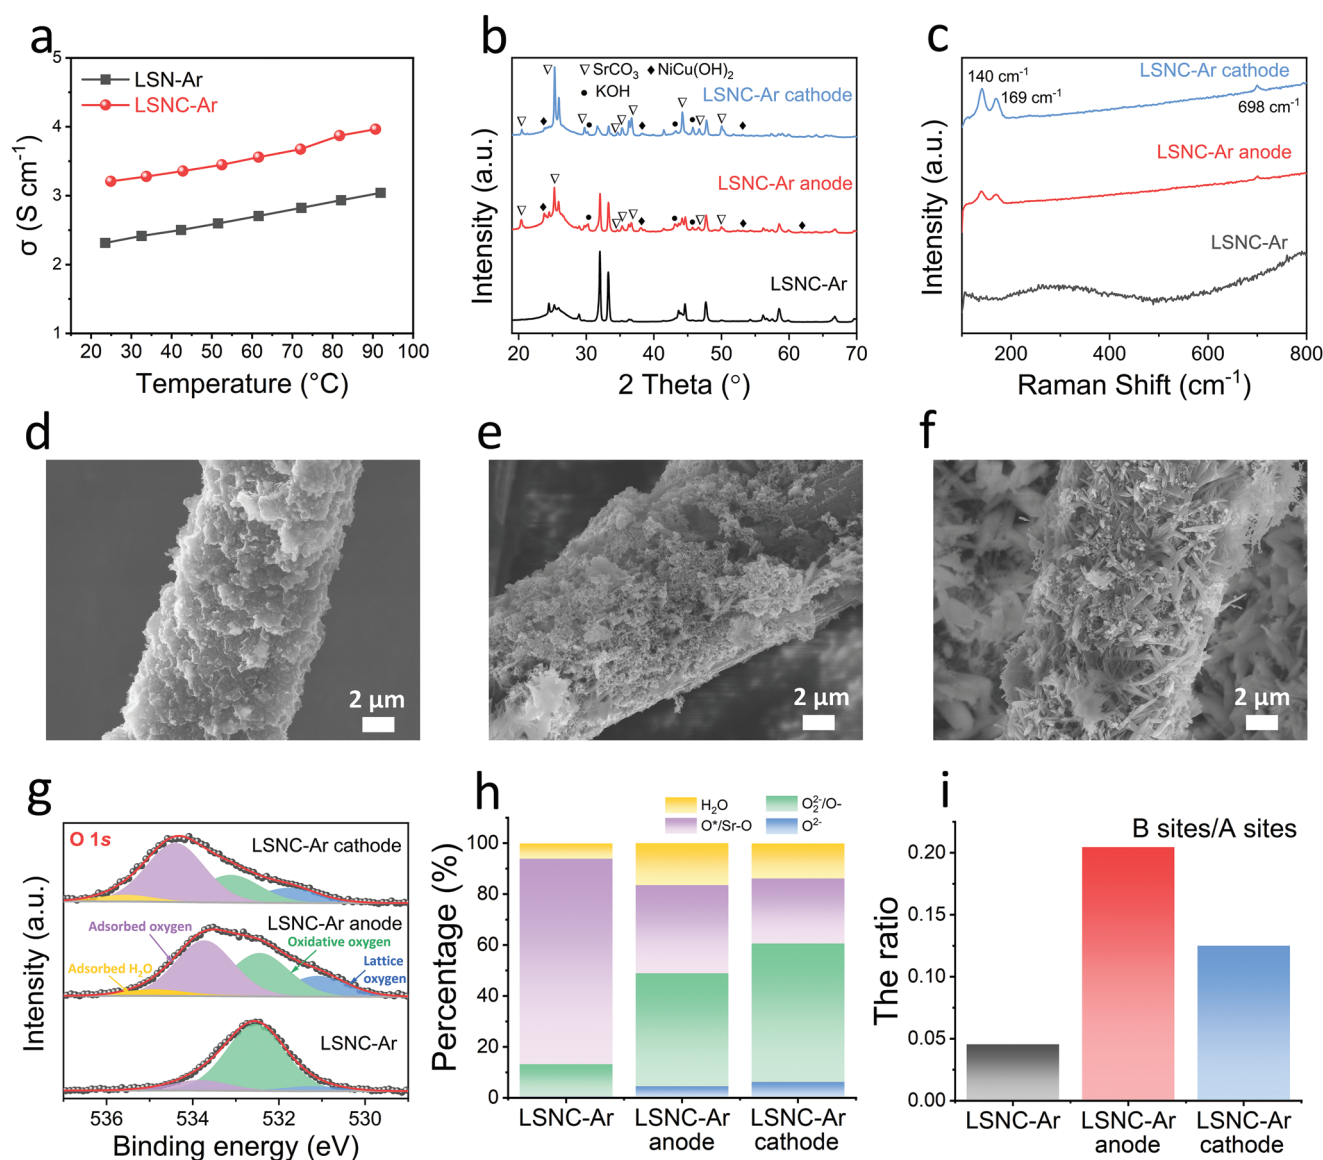 a
LSN-Ar
LSNC-Ar
5
4
3
2
1
σ (S cm⁻¹)
20 30 40 50 60 70 80 90 100
Temperature (°C)
b
▽SrCO₃ ♦NiCu(OH)₂
● KOH
LSNC-Ar cathode
LSNC-Ar anode
LSNC-Ar
Intensity (a.u.)
20 30 40 50 60 70
2 Theta (°)
c
LSNC-Ar cathode
140 cm⁻¹
169 cm⁻¹
698 cm⁻¹
LSNC-Ar anode
LSNC-Ar
Intensity (a.u.)
200 400 600 800
Raman Shift (cm⁻¹)
d
2 μm
e
2 μm
f
2 μm
g
O 1s
LSNC-Ar cathode
LSNC-Ar anode
Adsorbed oxygen
Oxidative oxygen
Adsorbed H₂O
Lattice
oxygen
LSNC-Ar
Intensity (a.u.)
536 534 532 530
Binding energy (eV)
h
H₂O
O₂²⁻/O-
O*/Sr-O
O²⁻
100
80
60
40
20
0
Percentage (%)
LSNC-Ar
LSNC-Ar
anode
LSNC-Ar
cathode
i
B sites/A sites
0.20
0.15
0.10
0.05
0.00
The ratio
LSNC-Ar
LSNC-Ar
anode
LSNC-Ar
cathode